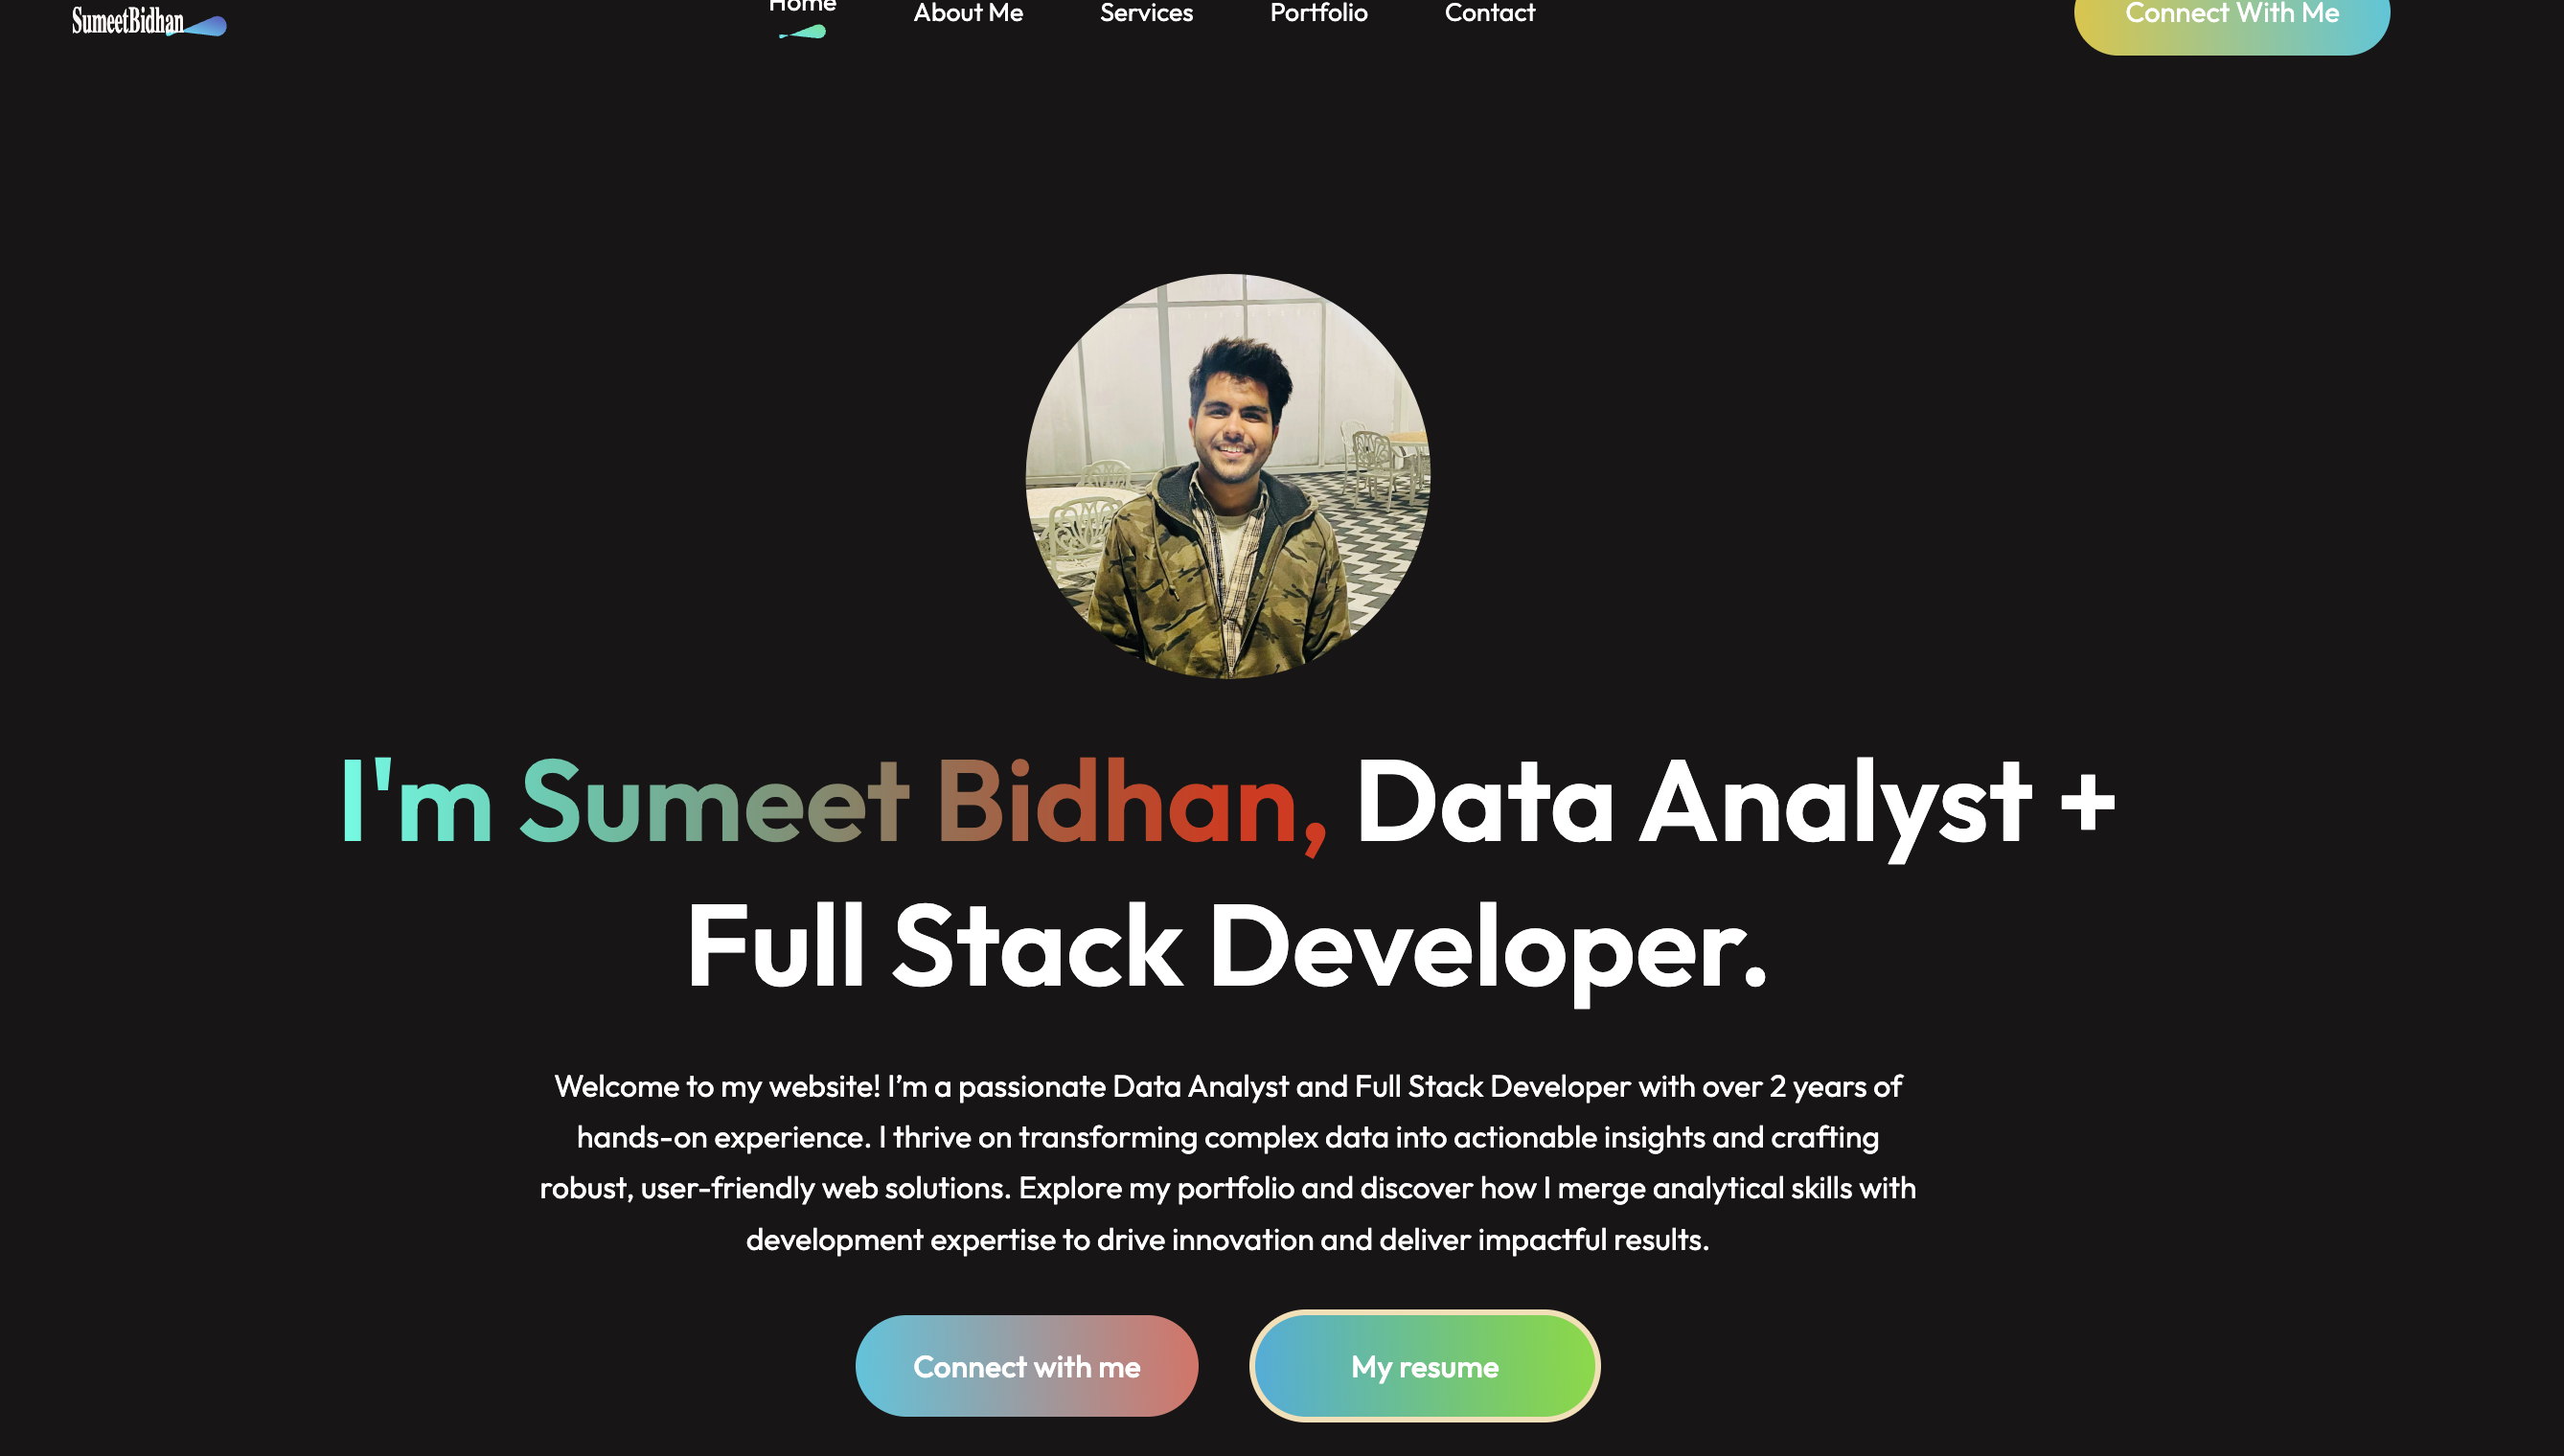 SumeetBidhan
Home About Me Services Portfolio Contact
Connect With Me
I'm Sumeet Bidhan, Data Analyst +
Full Stack Developer.
Welcome to my website! I’m a passionate Data Analyst and Full Stack Developer with over 2 years of
hands-on experience. I thrive on transforming complex data into actionable insights and crafting
robust, user-friendly web solutions. Explore my portfolio and discover how I merge analytical skills with
development expertise to drive innovation and deliver impactful results.
Connect with me
My resume